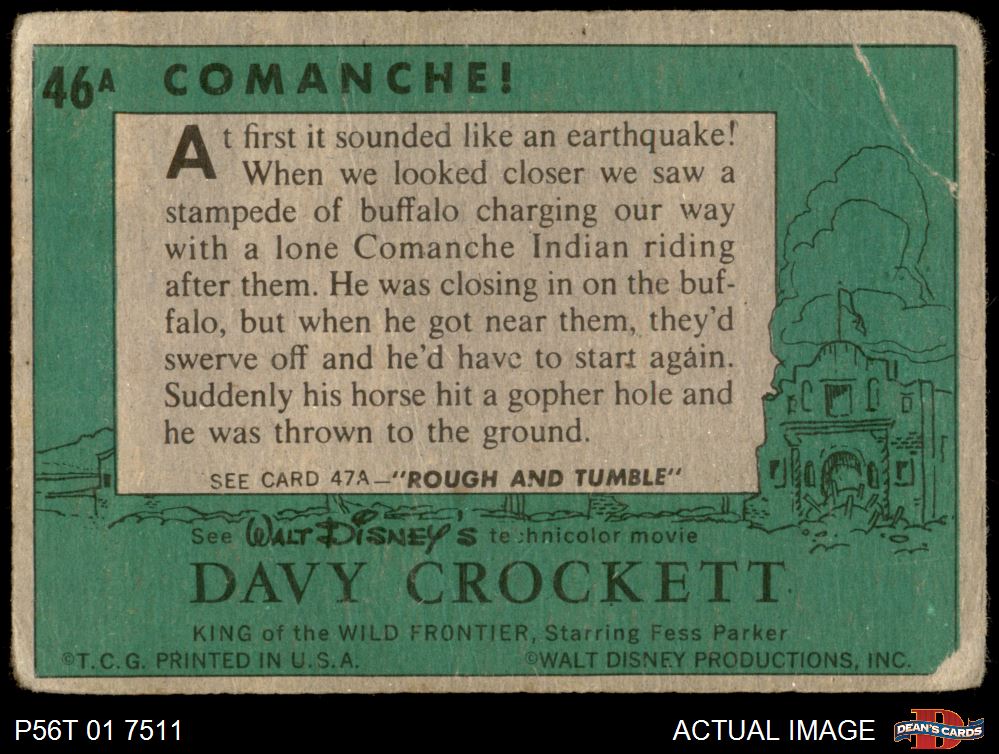 46A COMANCHE!
At first it sounded like an earthquake!
When we looked closer we saw a
stampede of buffalo charging our way
with a lone Comanche Indian riding
after them. He was closing in on the buf-
falo, but when he got near them, they'd
swerve off and he'd have to start again.
Suddenly his horse hit a gopher hole and
he was thrown to the ground.
SEE CARD 47A—"ROUGH AND TUMBLE"
See WALT DISNEY'S technicolor movie
DAVY CROCKETT
KING of the WILD FRONTIER, Starring Fess Parker
©T.C.G. PRINTED IN U.S.A. ©WALT DISNEY PRODUCTIONS, INC.
P56T 01 7511 ACTUAL IMAGE D DEAN'S CARDS